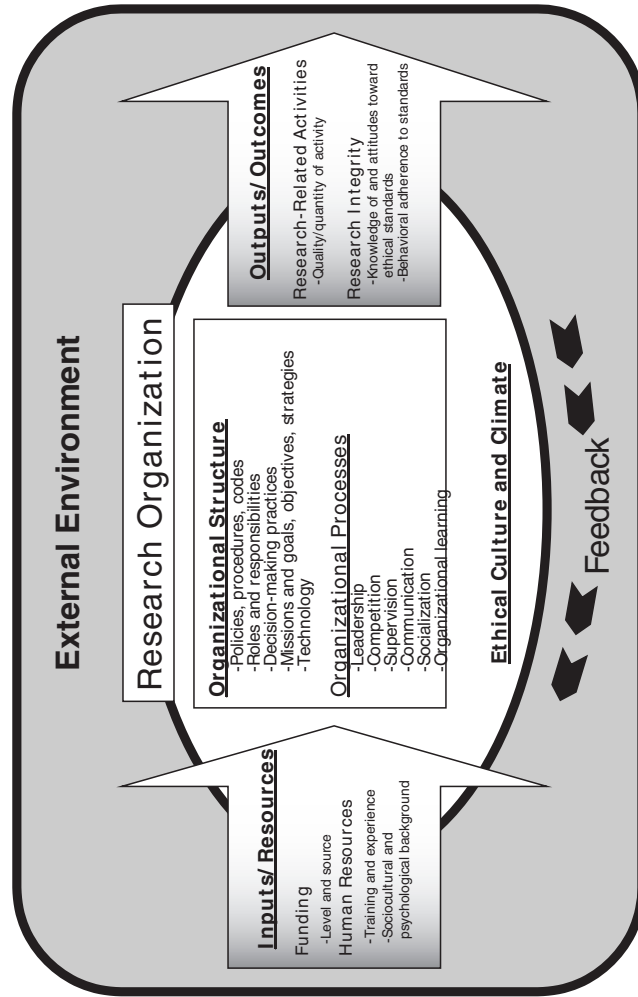 External Environment
Research Organization
Inputs/Resources
Funding
-Level and source
Human Resources
-Training and experience
-Sociocultural and
psychological background
Organizational Structure
-Policies, procedures, codes
-Roles and responsibilities
-Decision-making practices
-Missions and goals, objectives, strategies
-Technology
Organizational Processes
-Leadership
-Competition
-Supervision
-Communication
-Socialization
-Organizational learning
Ethical Culture and Climate
Outputs/Outcomes
Research-Related Activities
-Quality/quantity of activity
Research Integrity
-Knowledge of and attitudes toward
ethical standards
-Behavioral adherence to standards
Feedback